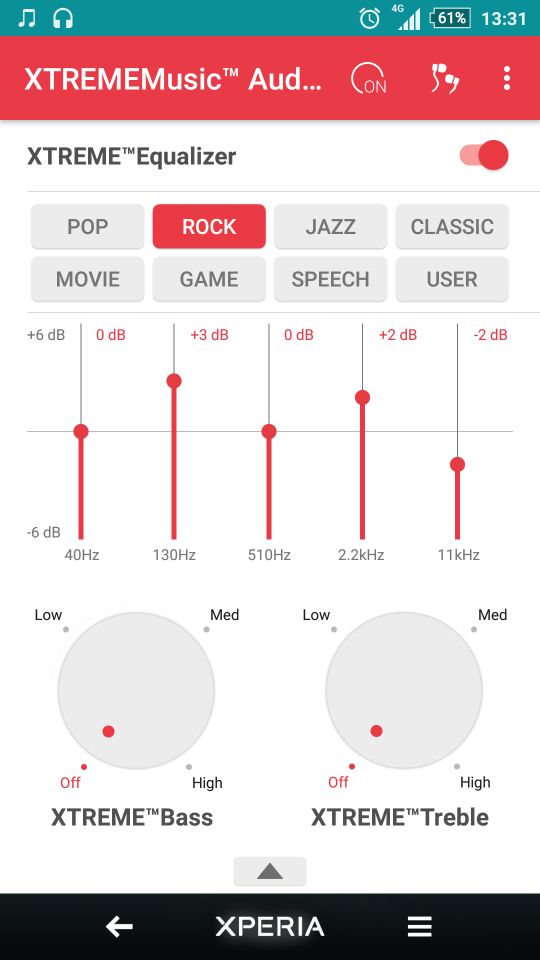 4G 61% 13:31
XTREMEMusic™ Aud... ON
XTREME™Equalizer
POP ROCK JAZZ CLASSIC
MOVIE GAME SPEECH USER
+6 dB 0 dB +3 dB 0 dB +2 dB -2 dB
-6 dB
40Hz 130Hz 510Hz 2.2kHz 11kHz
Low Med Low Med
Off High Off High
XTREME™Bass XTREME™Treble
XPERIA